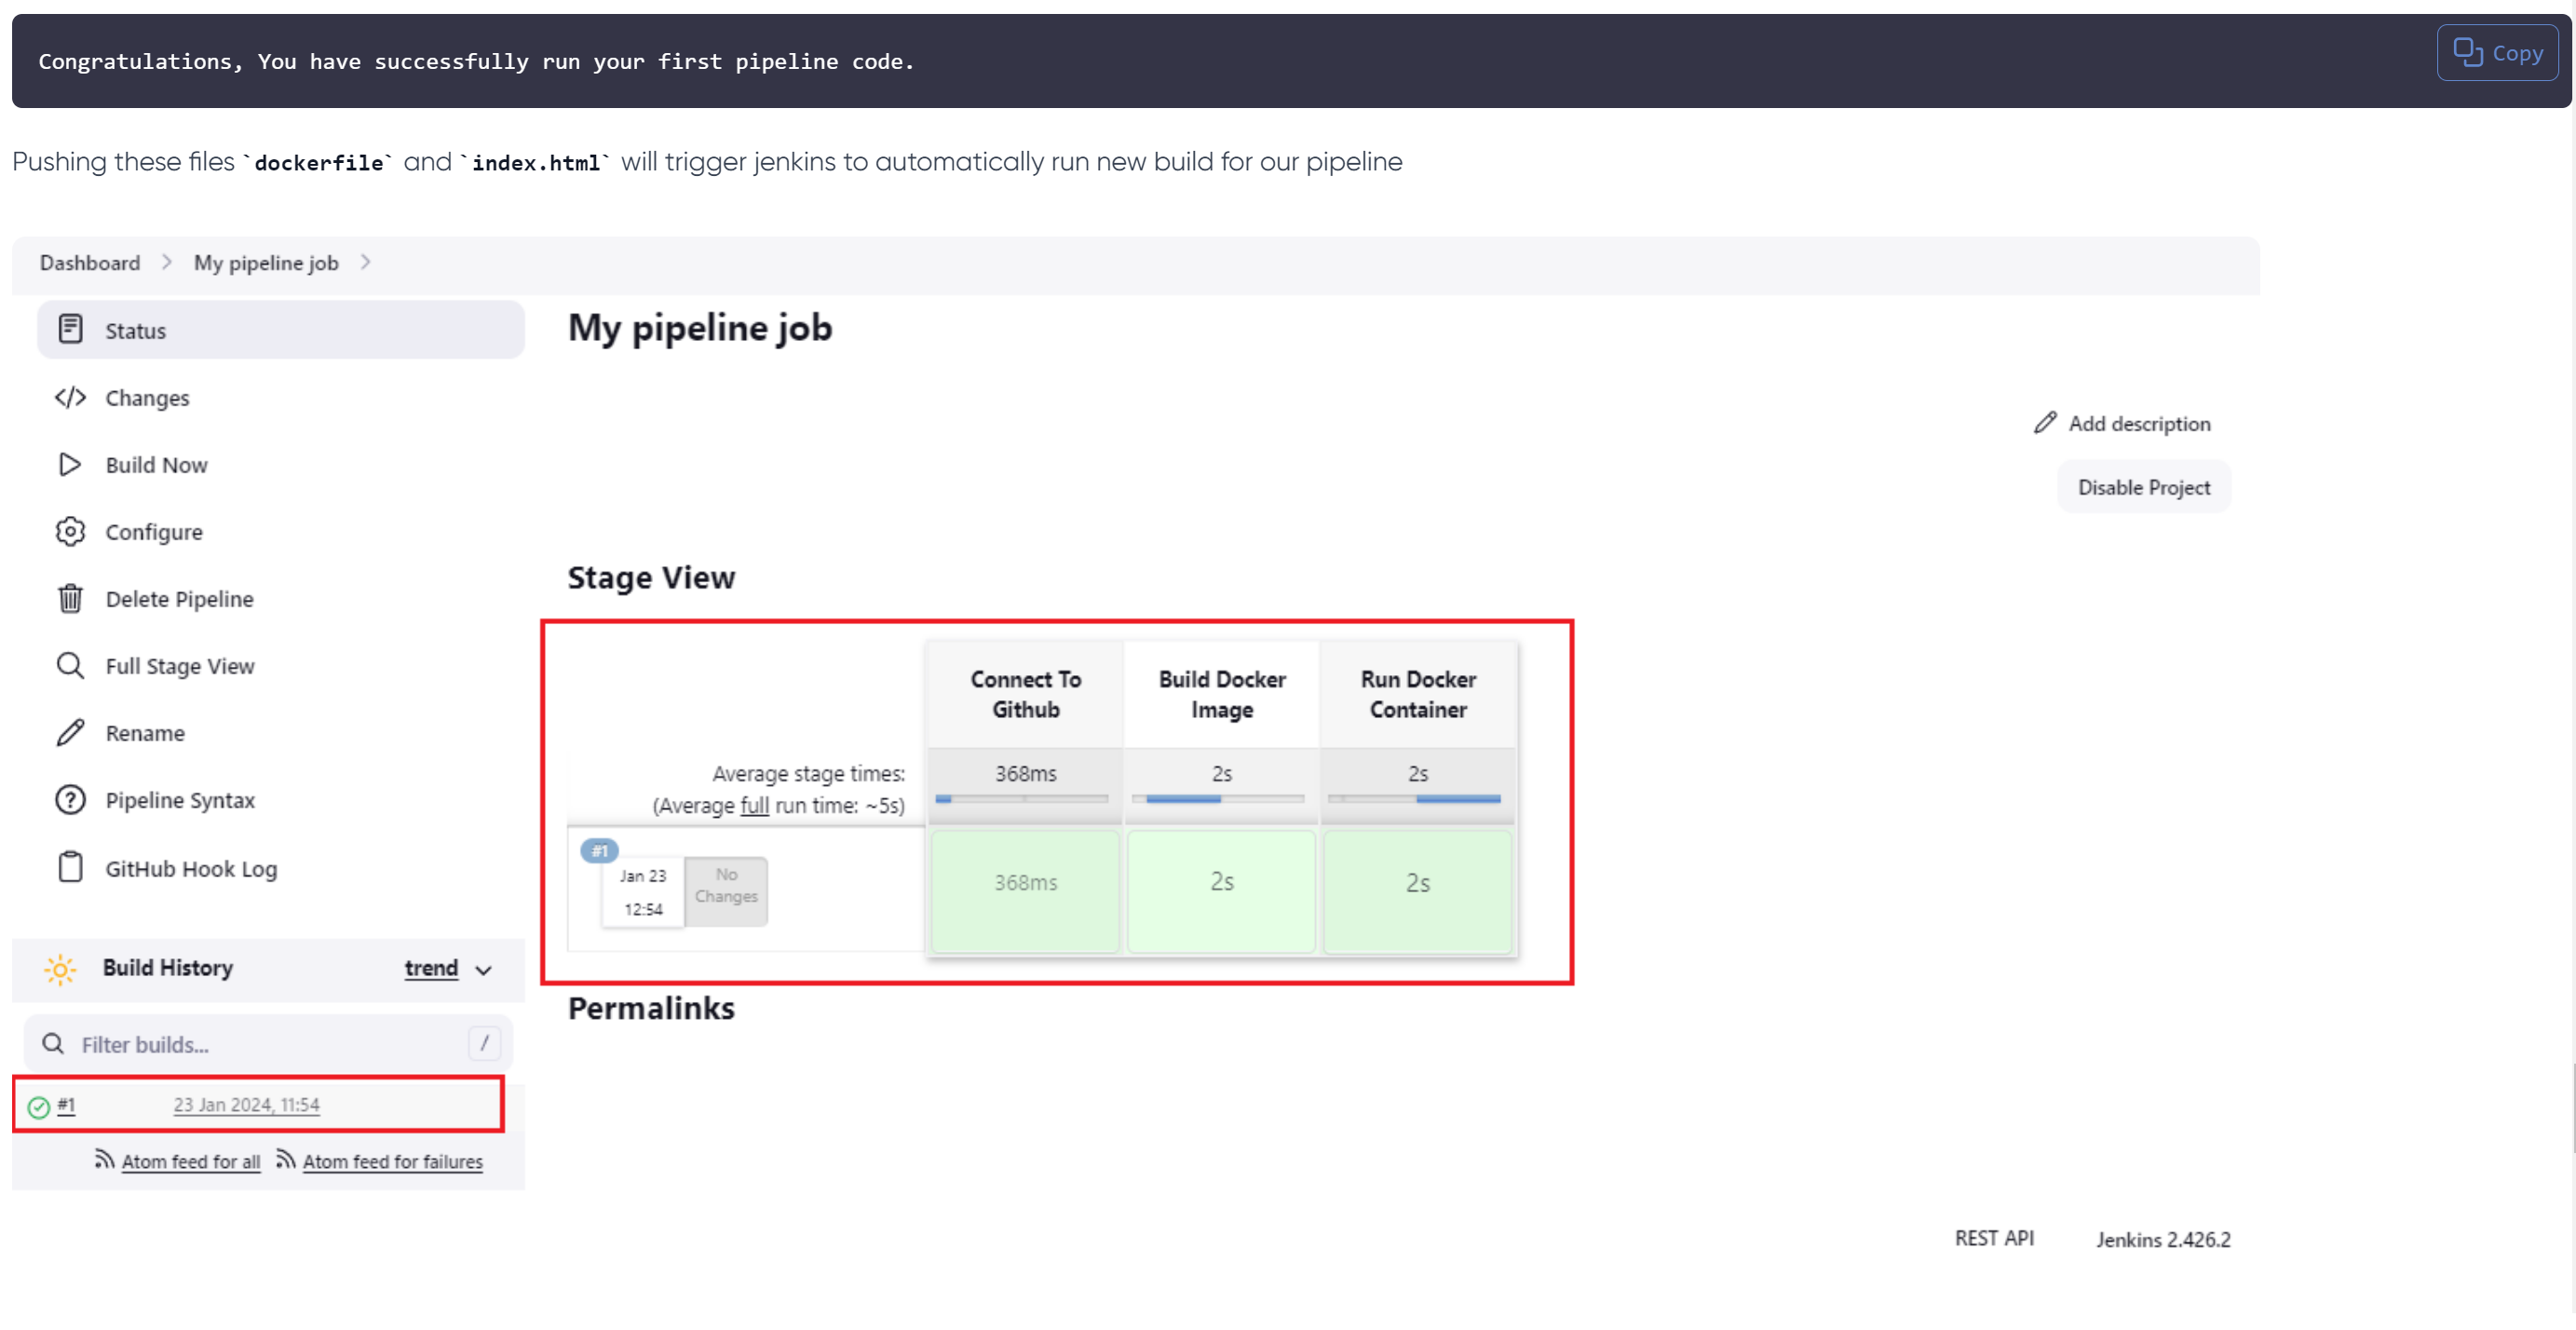 Congratulations, You have successfully run your first pipeline code.
Copy
Pushing these files `dockerfile` and `index.html` will trigger jenkins to automatically run new build for our pipeline
Dashboard > My pipeline job >
Status
Changes
Build Now
Configure
Delete Pipeline
Full Stage View
Rename
Pipeline Syntax
GitHub Hook Log
Build History trend
Filter builds... /
#1 23 Jan 2024, 11:54
Atom feed for all Atom feed for failures
My pipeline job
Add description
Disable Project
Stage View
Connect To
Github
Build Docker
Image
Run Docker
Container
Average stage times: 368ms 2s 2s
(Average full run time: ~5s)
#1
Jan 23
12:54
No
Changes
368ms 2s 2s
Permalinks
REST API Jenkins 2.426.2